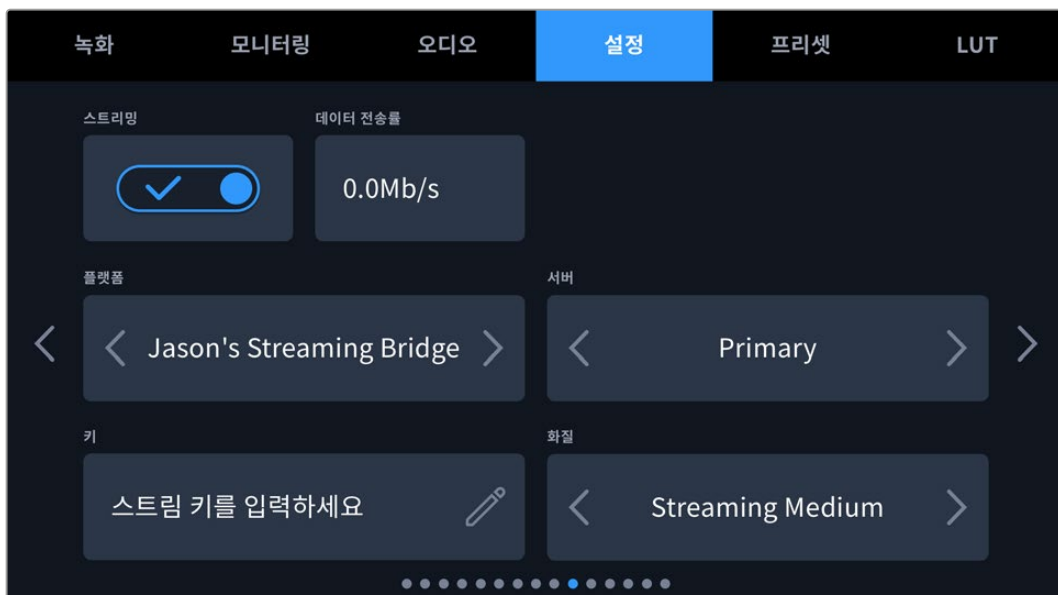 녹화 모니터링 오디오 설정 프리셋 LUT
스트리밍 데이터 전송률
0.0Mb/s
플랫폼 서버
Jason's Streaming Bridge Primary
키 화질
스트림 키를 입력하세요 Streaming Medium